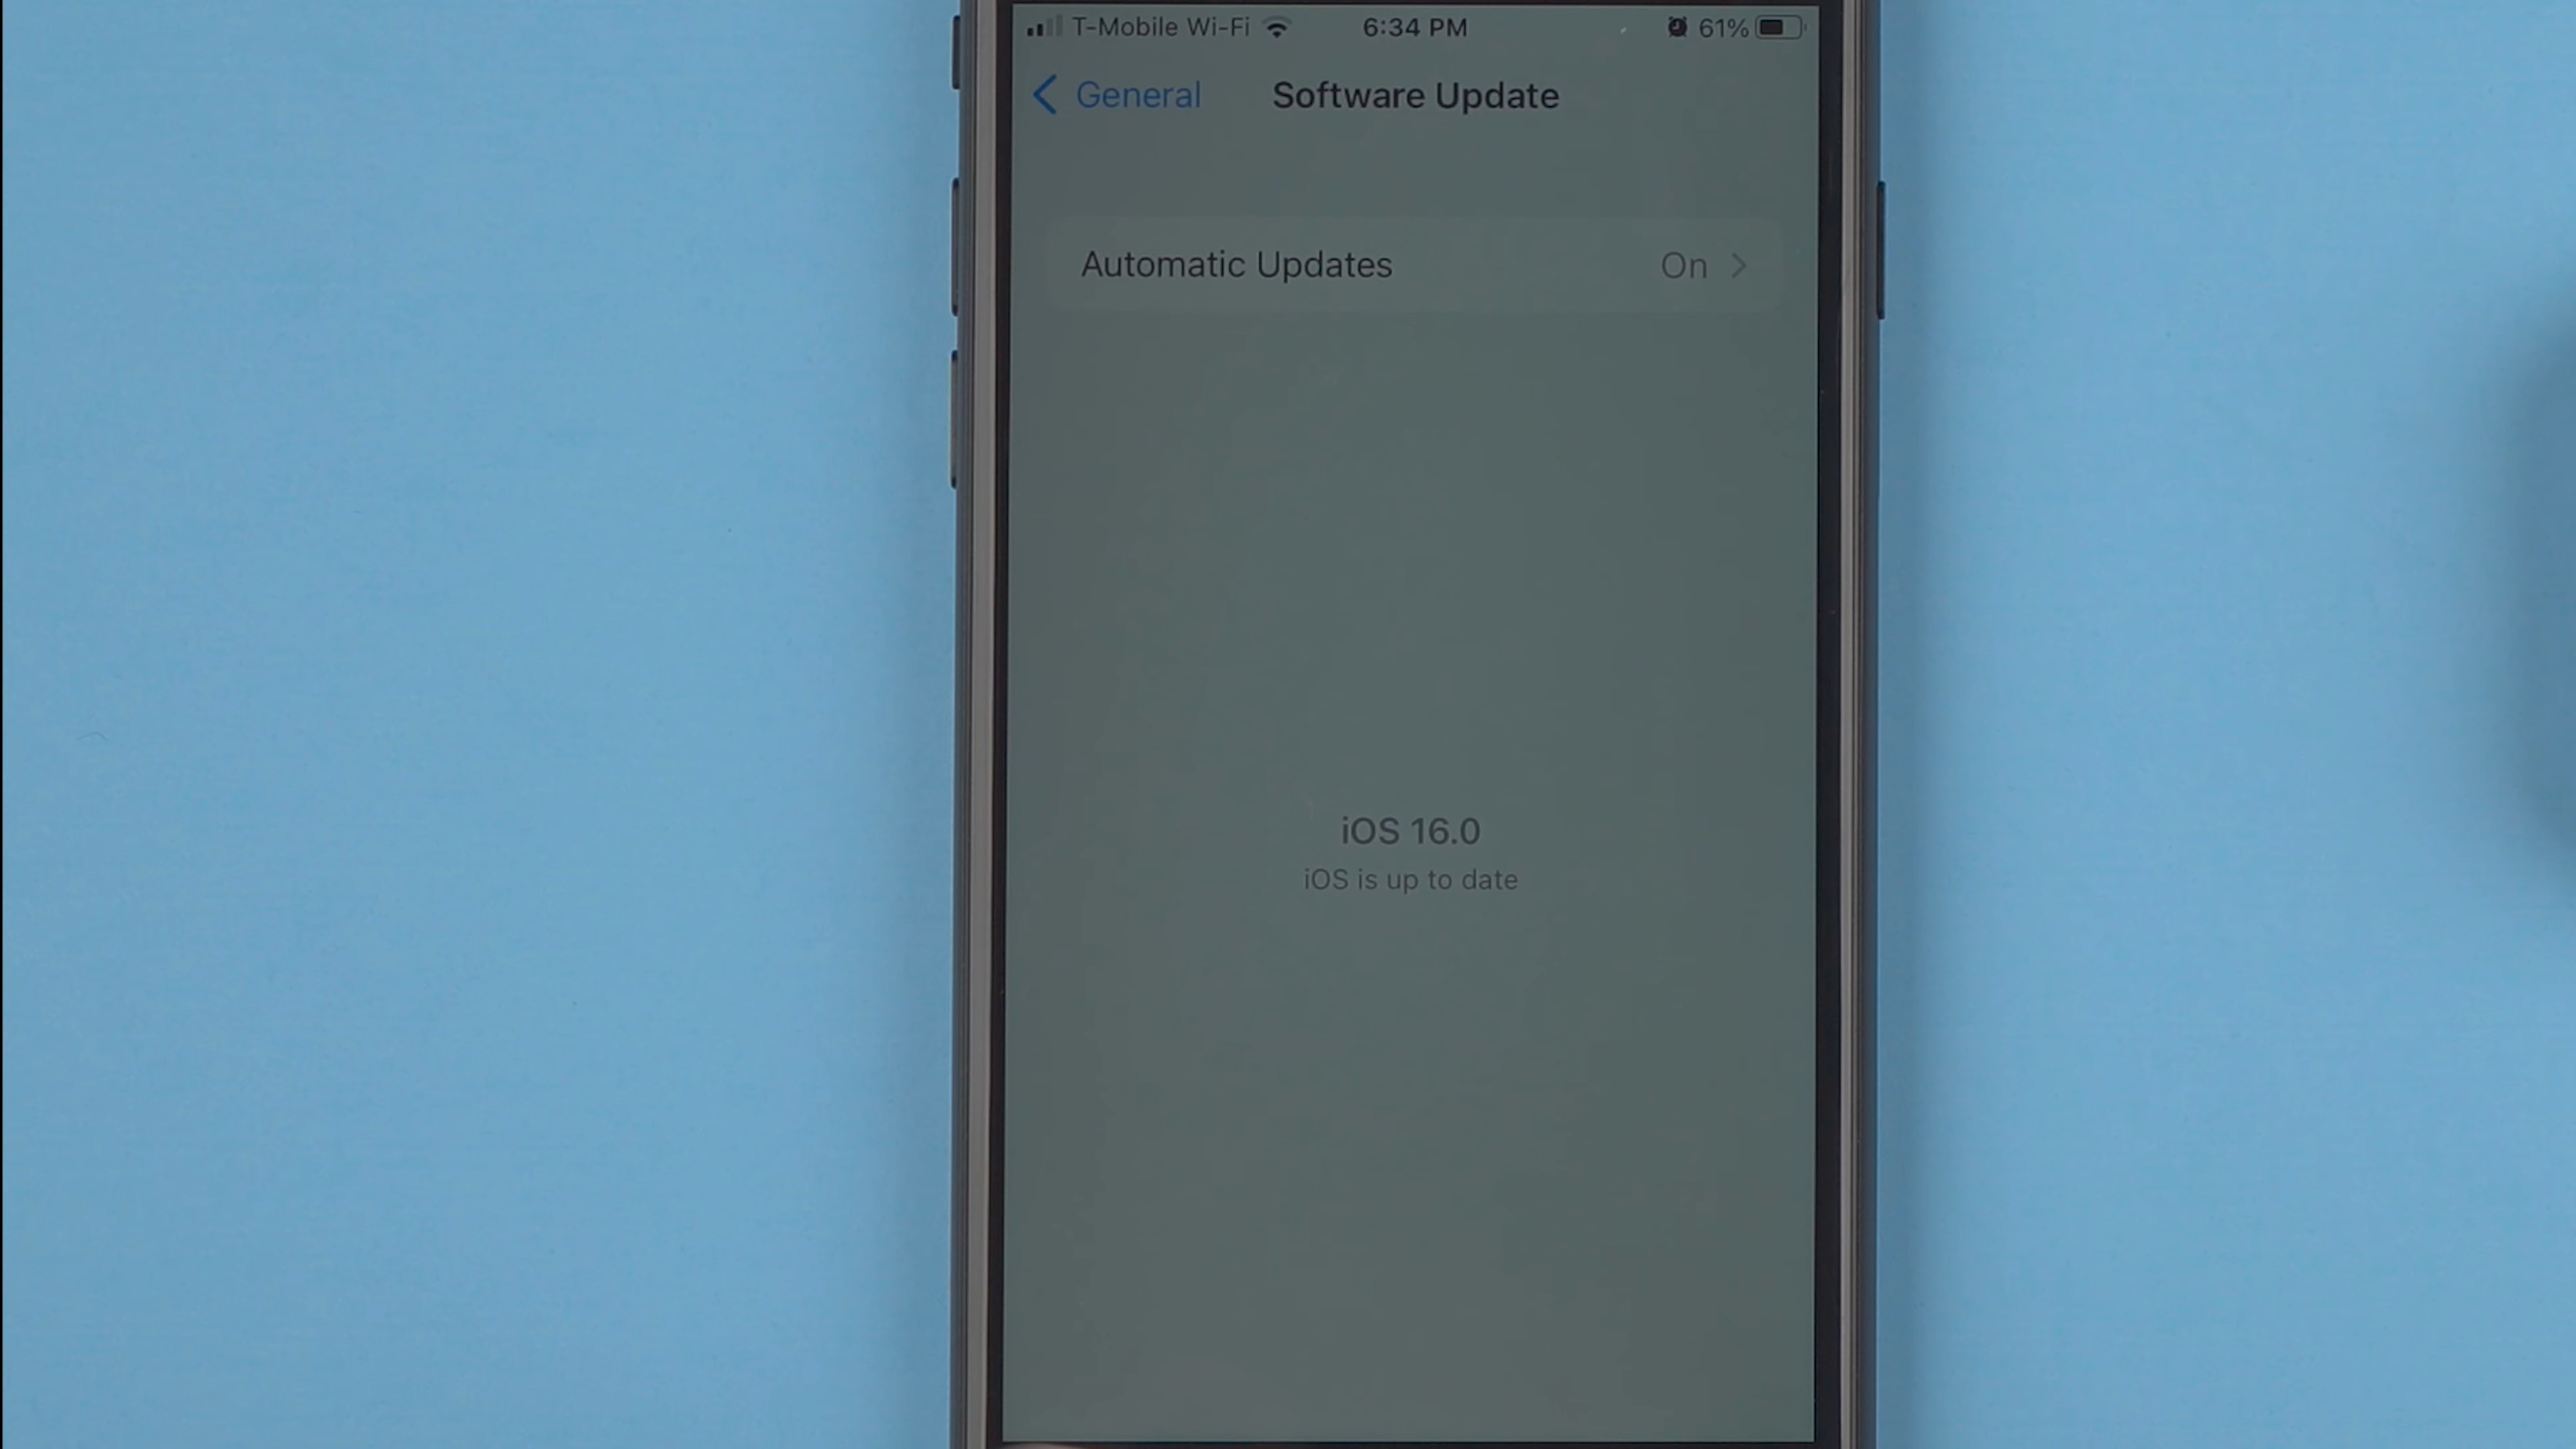 T-Mobile Wi-Fi 6:34 PM 61%
General Software Update
Automatic Updates On
iOS 16.0
iOS is up to date